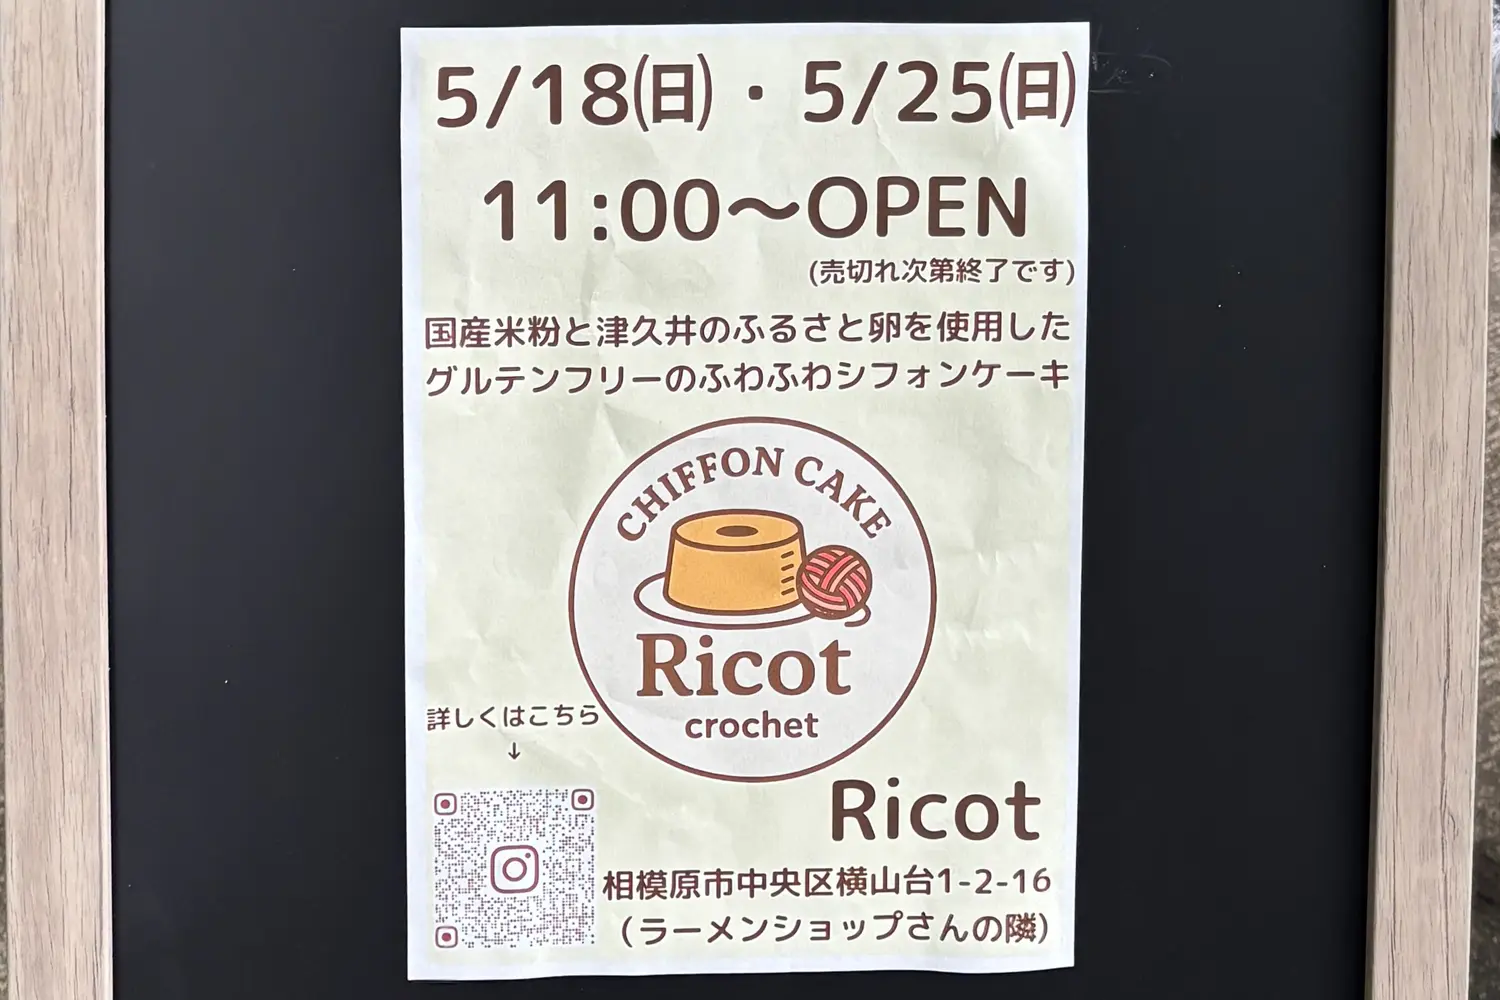 5/18(日)・5/25(日)
11:00〜OPEN
(売切れ次第終了です)
国産米粉と津久井のふるさと卵を使用した
グルテンフリーのふわふわシフォンケーキ
CHIFFON CAKE
Ricot
crochet
詳しくはこちら
↓
Ricot
相模原市中央区横山台1-2-16
(ラーメンショップさんの隣)